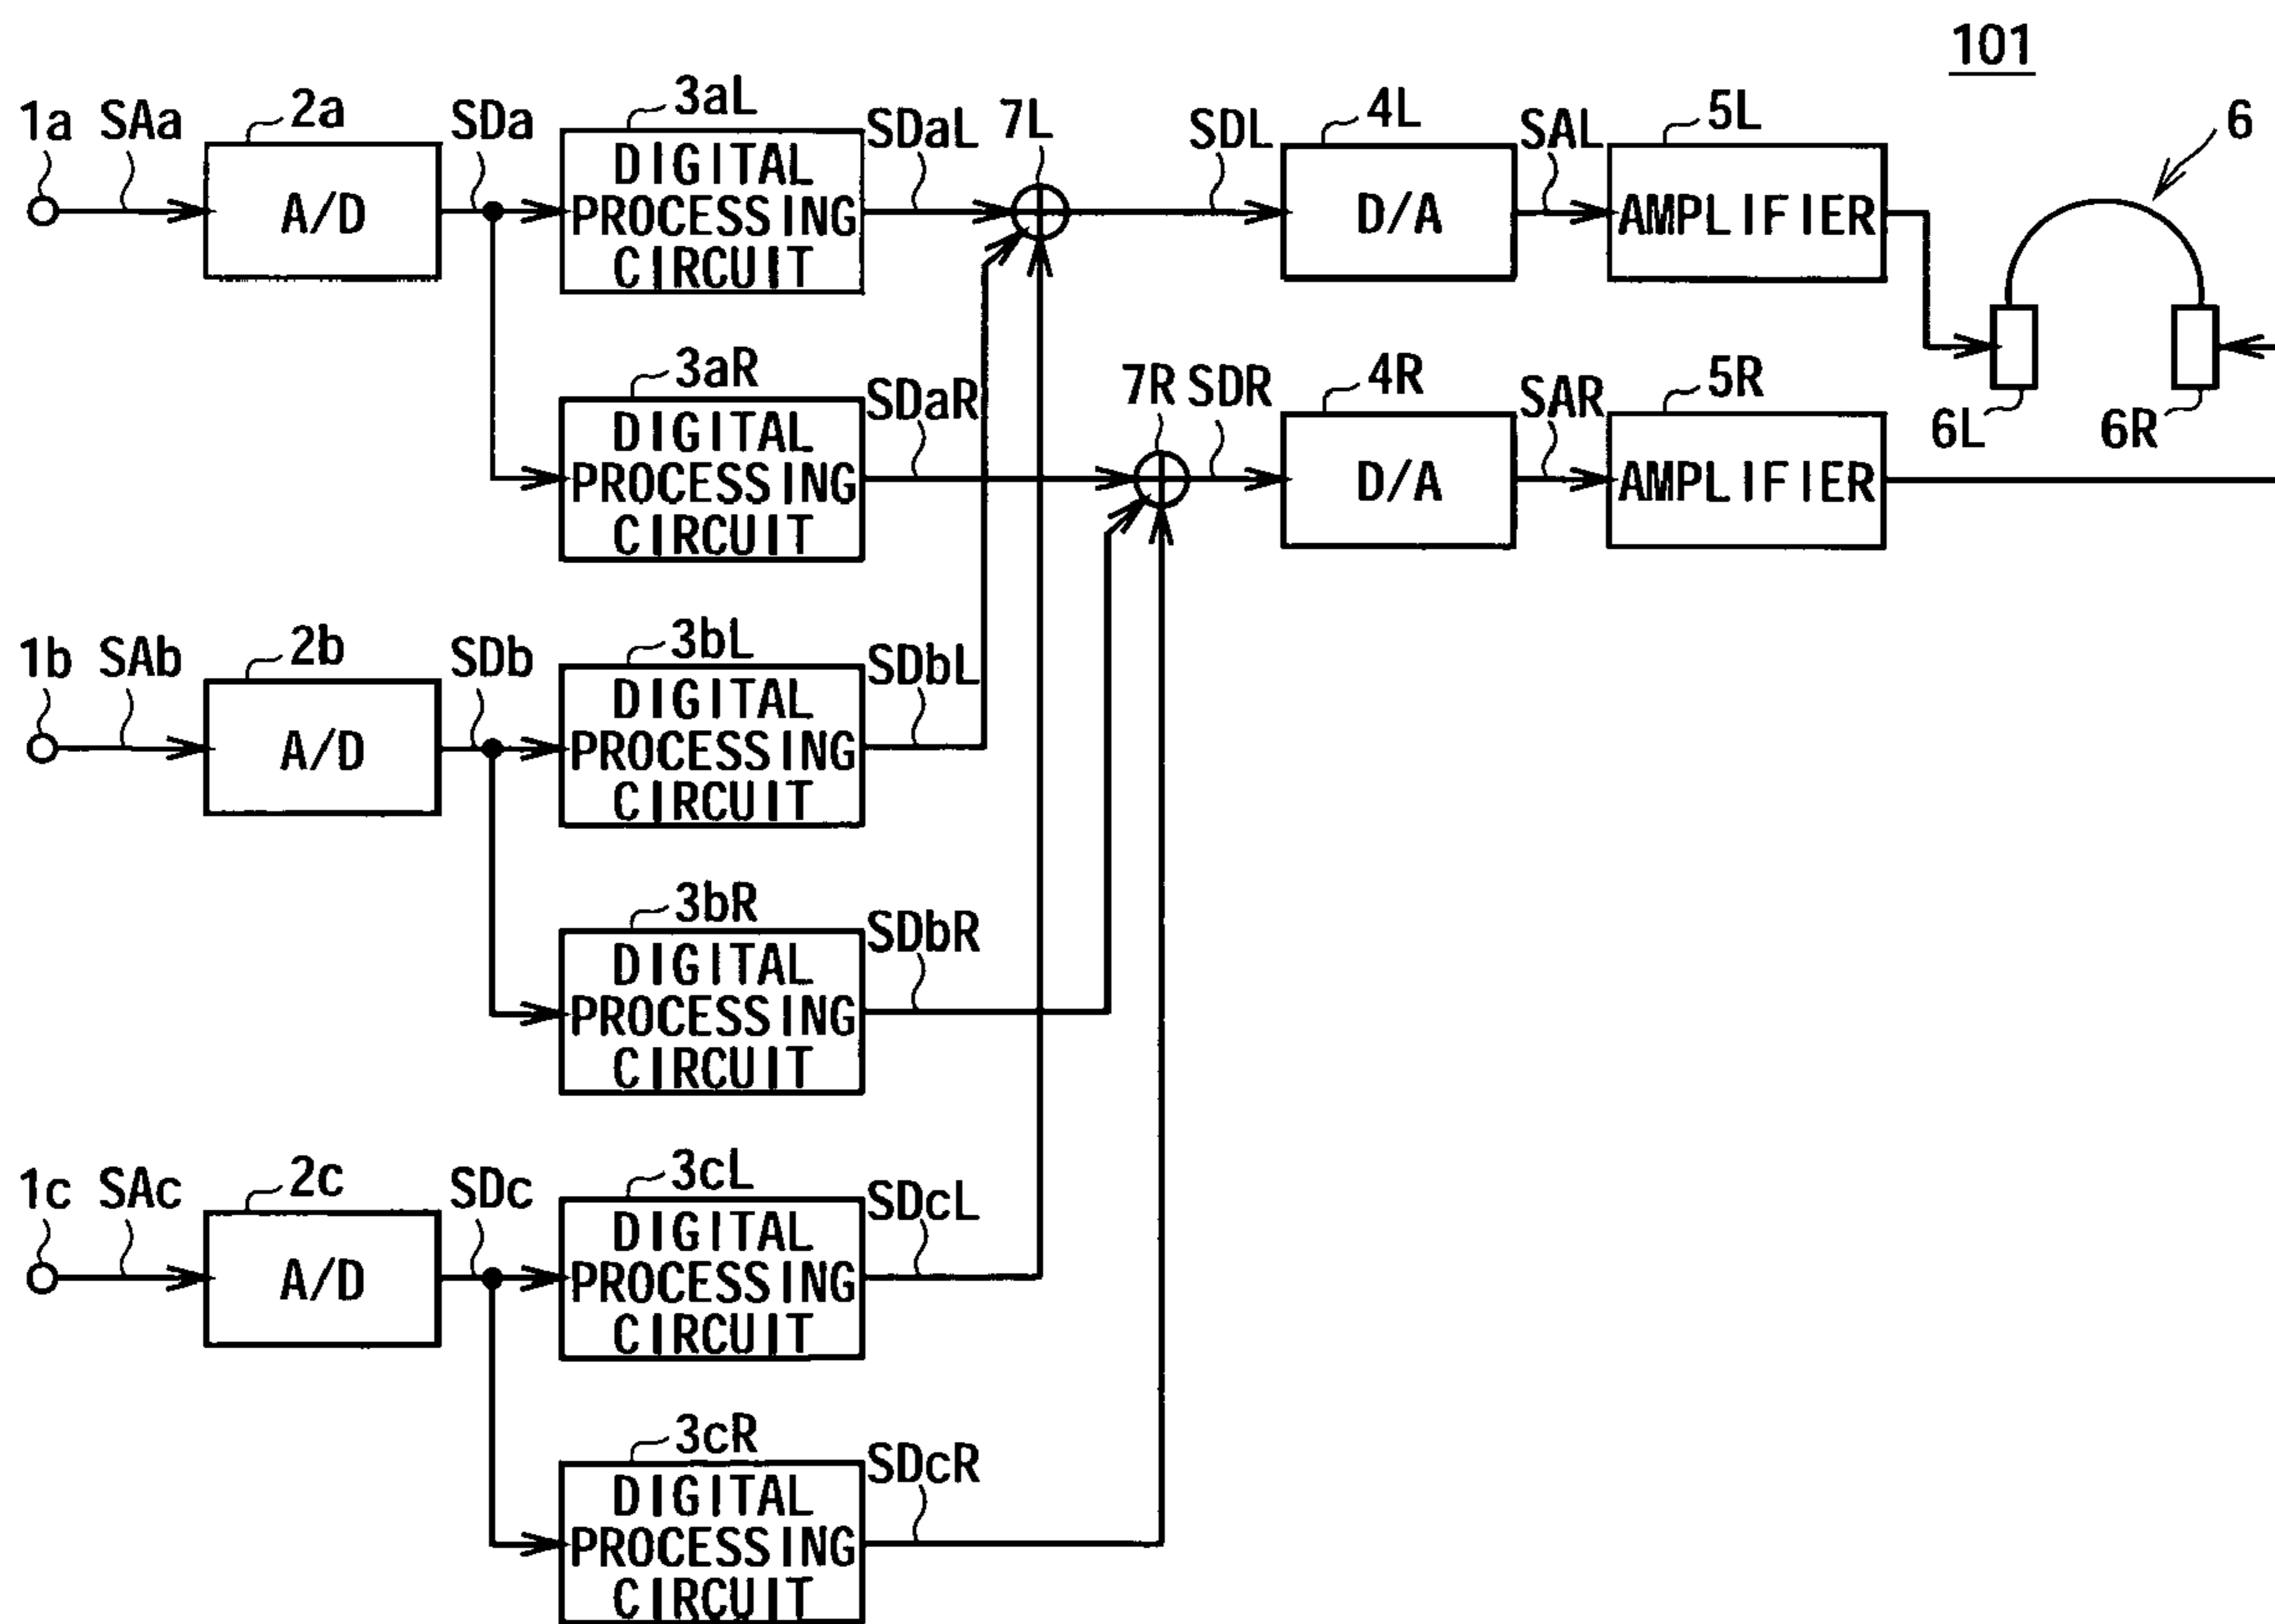 101
1a SAa 2a SDa 3aL SDaL 7L SDL 4L SAL 5L 6
A/D
DIGITAL
PROCESSING
CIRCUIT
D/A
AMPLIFIER
3aR SDaR 7R SDR 4R SAR 5R 6L 6R
DIGITAL
PROCESSING
CIRCUIT
D/A
AMPLIFIER
1b SAb 2b SDb 3bL SDbL
A/D
DIGITAL
PROCESSING
CIRCUIT
3bR SDbR
DIGITAL
PROCESSING
CIRCUIT
1c SAc 2c SDc 3cL SDcL
A/D
DIGITAL
PROCESSING
CIRCUIT
3cR SDcR
DIGITAL
PROCESSING
CIRCUIT